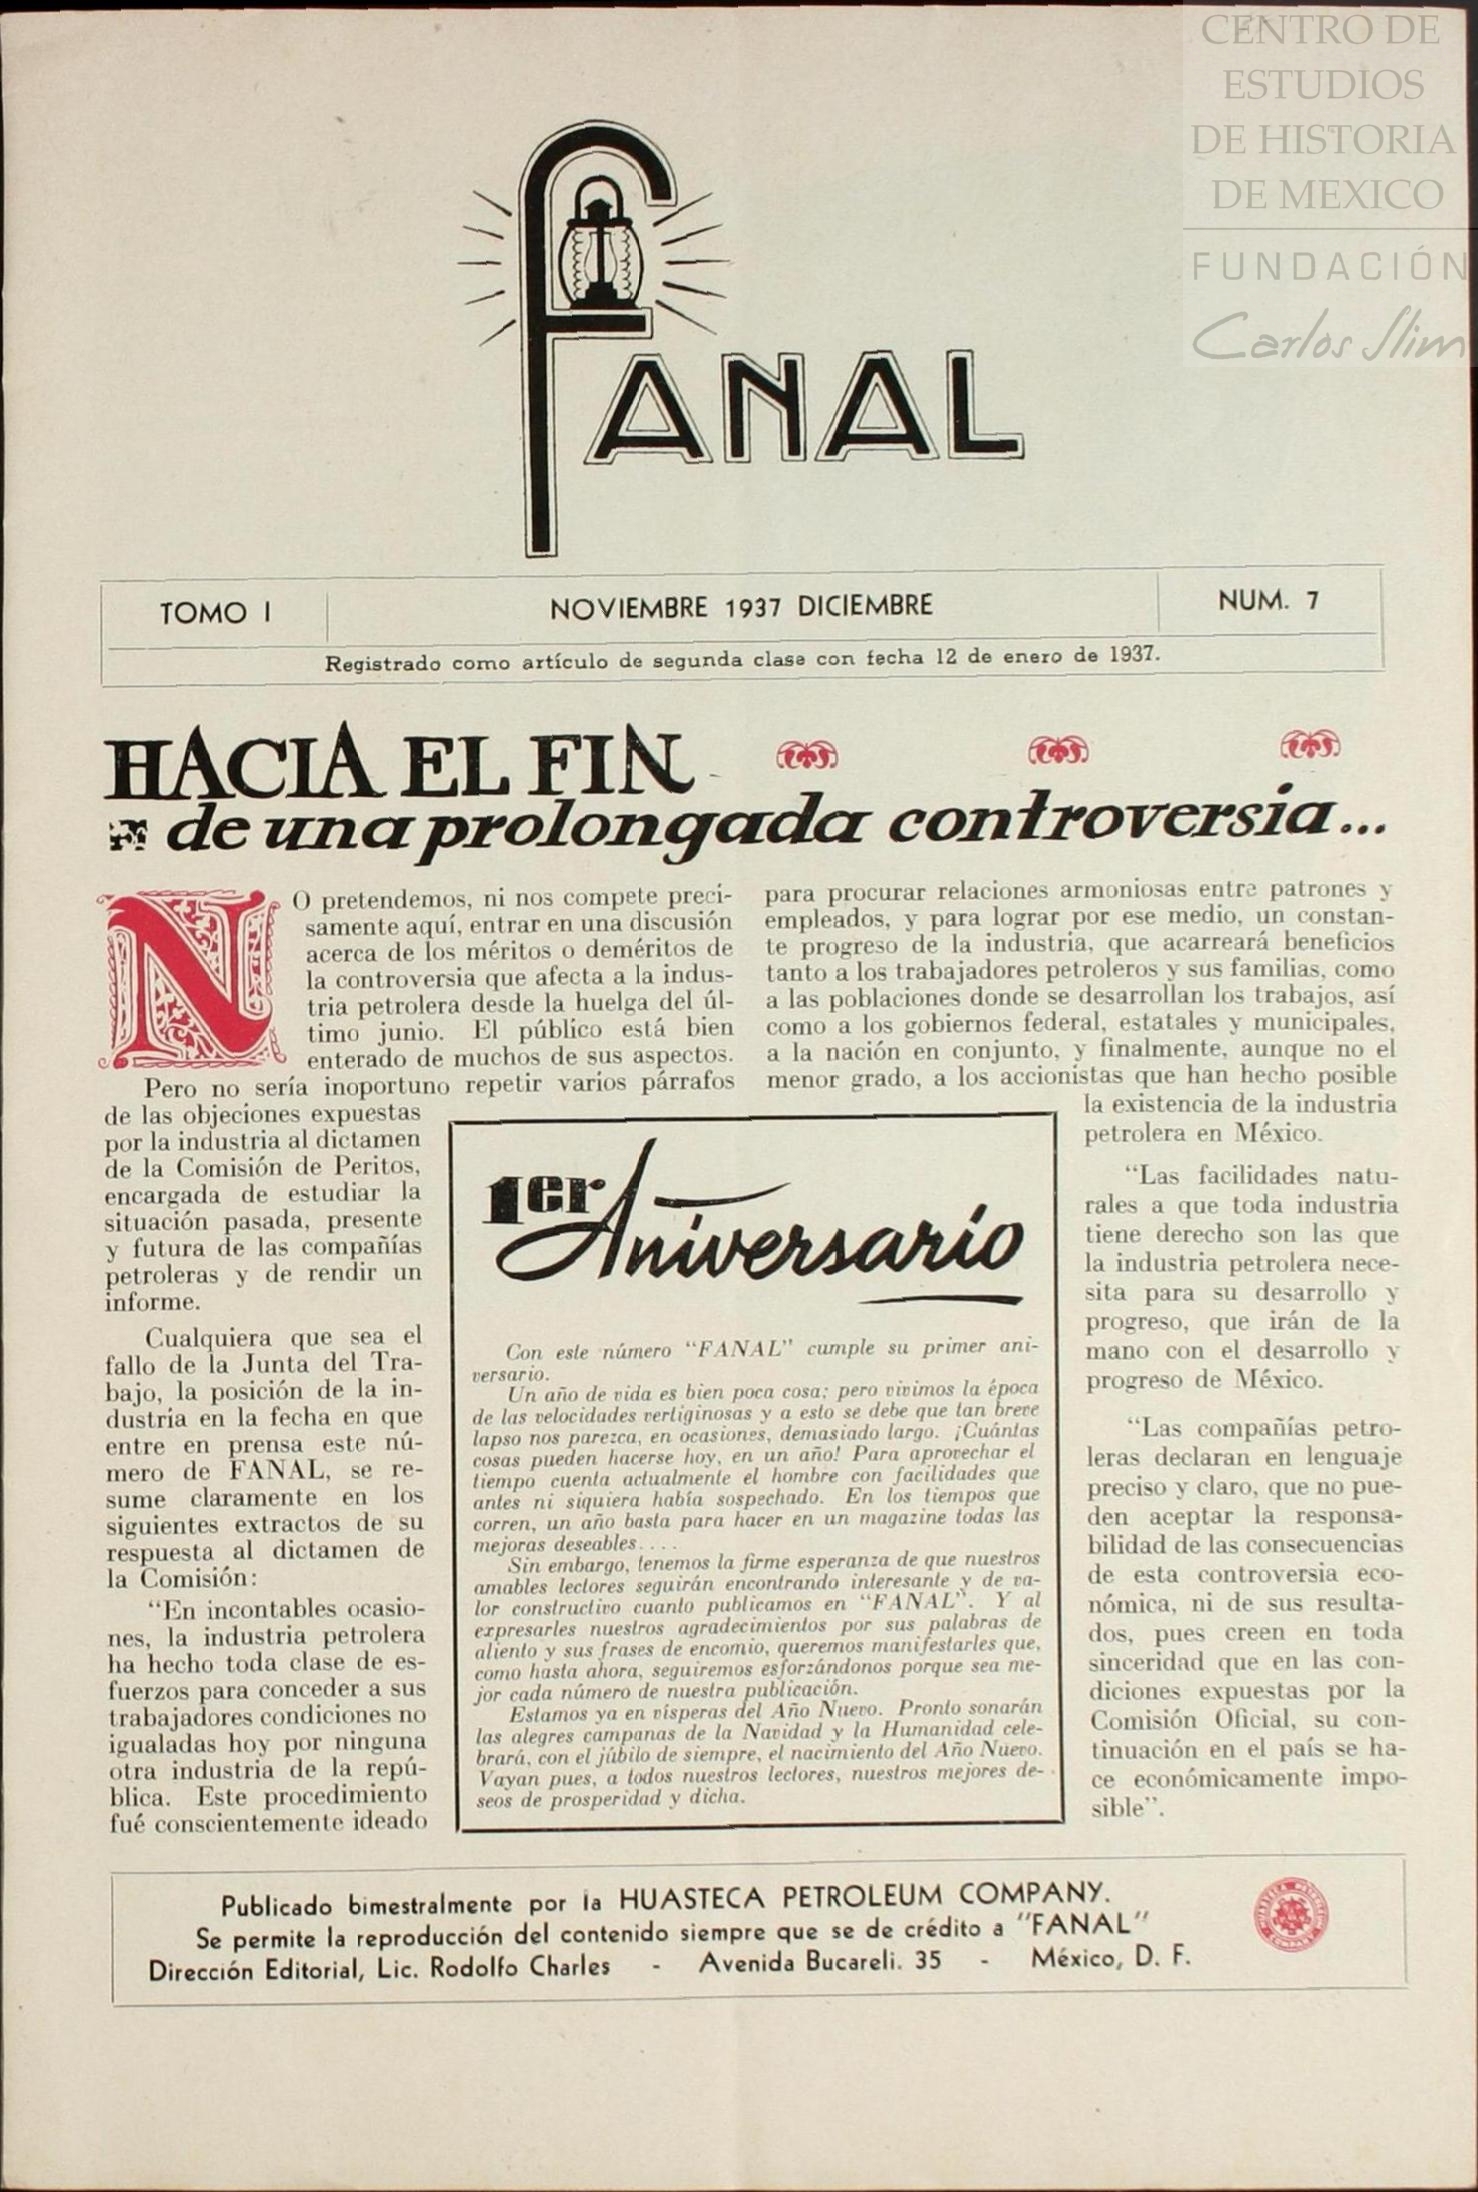 CENTRO DE
ESTUDIOS
DE HISTORIA
DE MEXICO
FUNDACIÓN
Carlos Slim
FANAL
TOMO I
NOVIEMBRE 1937 DICIEMBRE
NUM. 7
Registrado como artículo de segunda clase con fecha 12 de enero de 1937.
HACIA EL FIN
de una prolongada controversia...
NO pretendemos, ni nos compete preci-
samente aquí, entrar en una discusión
acerca de los méritos o deméritos de
la controversia que afecta a la indus-
tria petrolera desde la huelga del úl-
timo junio. El público está bien
enterado de muchos de sus aspectos.
Pero no sería inoportuno repetir varios párrafos
de las objeciones expuestas
por la industria al dictamen
de la Comisión de Peritos,
encargada de estudiar la
situación pasada, presente
y futura de las compañías
petroleras y de rendir un
informe.
Cualquiera que sea el
fallo de la Junta del Tra-
bajo, la posición de la in-
dustria en la fecha en que
entre en prensa este nú-
mero de FANAL, se re-
sume claramente en los
siguientes extractos de su
respuesta al dictamen de
la Comisión:
"En incontables ocasio-
nes, la industria petrolera
ha hecho toda clase de es-
fuerzos para conceder a sus
trabajadores condiciones no
igualadas hoy por ninguna
otra industria de la repú-
blica. Este procedimiento
fué conscientemente ideado
para procurar relaciones armoniosas entre patrones y
empleados, y para lograr por ese medio, un constan-
te progreso de la industria, que acarreará beneficios
tanto a los trabajadores petroleros y sus familias, como
a las poblaciones donde se desarrollan los trabajos, así
como a los gobiernos federal, estatales y municipales,
a la nación en conjunto, y finalmente, aunque no el
menor grado, a los accionistas que han hecho posible
la existencia de la industria
petrolera en México.
"Las facilidades natu-
rales a que toda industria
tiene derecho son las que
la industria petrolera nece-
sita para su desarrollo y
progreso, que irán de la
mano con el desarrollo y
progreso de México.
"Las compañías petro-
leras declaran en lenguaje
preciso y claro, que no pue-
den aceptar la responsa-
bilidad de las consecuencias
de esta controversia eco-
nómica, ni de sus resulta-
dos, pues creen en toda
sinceridad que en las con-
diciones expuestas por la
Comisión Oficial, su con-
tinuación en el país se ha-
ce económicamente impo-
sible".
1er Aniversario
Con este número "FANAL" cumple su primer ani-
versario.
Un año de vida es bien poca cosa; pero vivimos la época
de las velocidades vertiginosas y a esto se debe que tan breve
lapso nos parezca, en ocasiones, demasiado largo. ¡Cuántas
cosas pueden hacerse hoy, en un año! Para aprovechar el
tiempo cuenta actualmente el hombre con facilidades que
antes ni siquiera había sospechado. En los tiempos que
corren, un año basta para hacer en un magazine todas las
mejoras deseables....
Sin embargo, tenemos la firme esperanza de que nuestros
amables lectores seguirán encontrando interesante y de va-
lor constructivo cuanto publicamos en "FANAL". Y al
expresarles nuestros agradecimientos por sus palabras de
aliento y sus frases de encomio, queremos manifestarles que,
como hasta ahora, seguiremos esforzándonos porque sea me-
jor cada número de nuestra publicación.
Estamos ya en vísperas del Año Nuevo. Pronto sonarán
las alegres campanas de la Navidad y la Humanidad cele-
brará, con el júbilo de siempre, el nacimiento del Año Nuevo.
Vayan pues, a todos nuestros lectores, nuestros mejores de-
seos de prosperidad y dicha.
Publicado bimestralmente por la HUASTECA PETROLEUM COMPANY.
Se permite la reproducción del contenido siempre que se de crédito a "FANAL"
Dirección Editorial, Lic. Rodolfo Charles - Avenida Bucareli. 35 - México, D. F.
HUASTECA PETROLEUM COMPANY